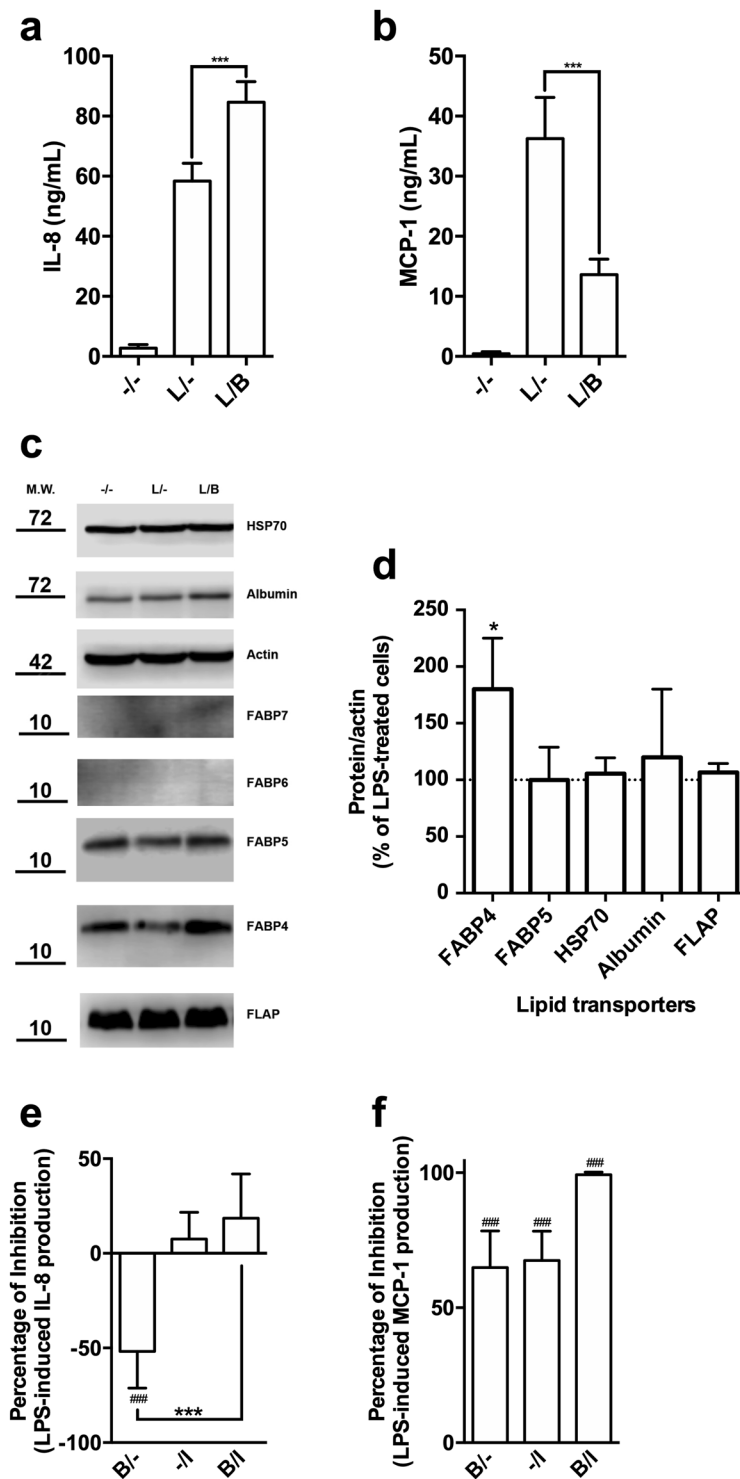 a
IL-8 (ng/mL)
100
80
60
40
20
0
***
-/-
L/-
L/B
b
MCP-1 (ng/mL)
50
40
30
20
10
0
***
-/-
L/-
L/B
c
M.W. -/- L/- L/B
72 HSP70
72 Albumin
42 Actin
10 FABP7
10 FABP6
10 FABP5
10 FABP4
10 FLAP
d
Protein/actin
(% of LPS-treated cells)
250
200
150
100
50
0
*
FABP4
FABP5
HSP70
Albumin
FLAP
Lipid transporters
e
Percentage of Inhibition
(LPS-induced IL-8 production)
50
0
-50
-100
###
***
B/-
-/I
B/I
f
Percentage of Inhibition
(LPS-induced MCP-1 production)
100
50
0
###
###
###
B/-
-/I
B/I